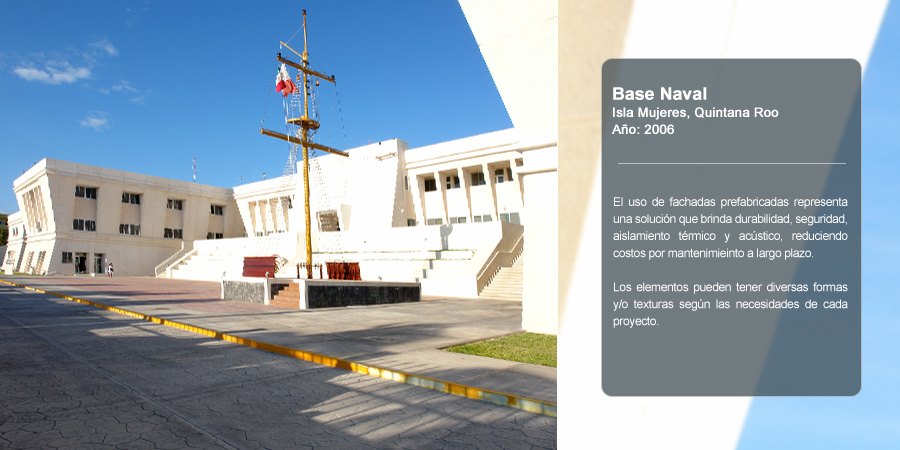 Base Naval
Isla Mujeres, Quintana Roo
Año: 2006
El uso de fachadas prefabricadas representa
una solución que brinda durabilidad, seguridad,
aislamiento térmico y acústico, reduciendo
costos por mantenimieinto a largo plazo.
Los elementos pueden tener diversas formas
y/o texturas según las necesidades de cada
proyecto.